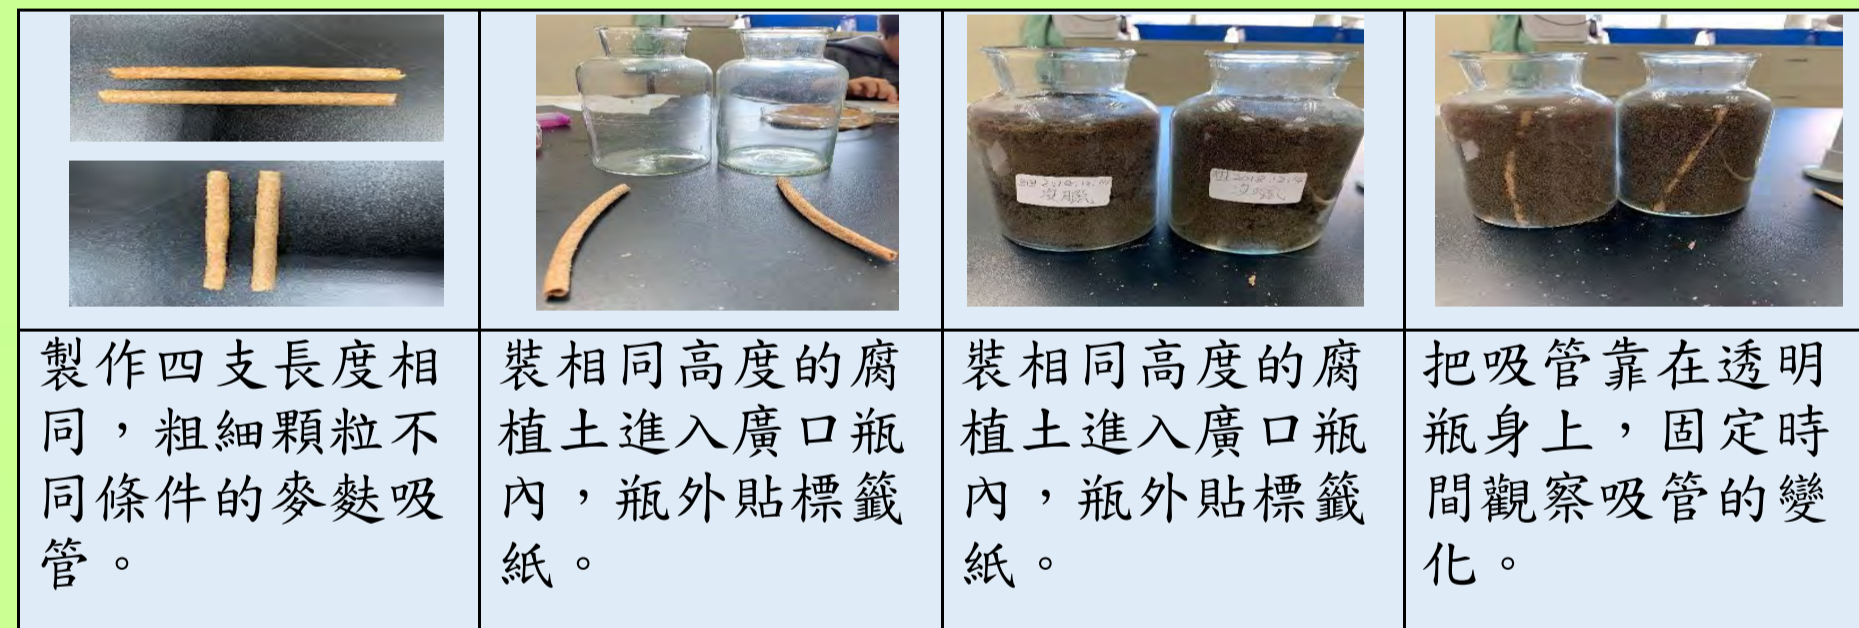 製作四支長度相
同，粗細顆粒不
同條件的麥麩吸
管。
裝相同高度的腐
植土進入廣口瓶
內，瓶外貼標籤
紙。
裝相同高度的腐
植土進入廣口瓶
內，瓶外貼標籤
紙。
把吸管靠在透明
瓶身上，固定時
間觀察吸管的變
化。